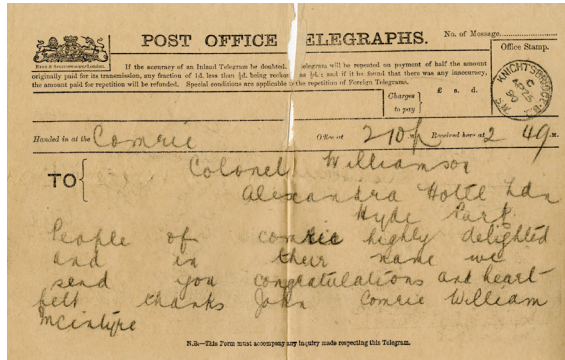 POST OFFICE TELEGRAPHS.
No. of Message
Office Stamp.
If the accuracy of an Inland Telegram be doubted, telegram will be repeated on payment of half the amount
originally paid for its transmission, any fraction of 1d. less than ½d. being reckoned as ½d.; and if it be found that there was any inaccuracy,
the amount paid for repetition will be refunded. Special conditions are applicable to the repetition of Foreign Telegrams.
Charges to pay
£ s. d.
KNIGHTSBRIDGE S.W.
Handed in at the Comrie Office at 2 10 P.M. Received here at 2 49 M.
TO Colonel Williamson
Alexandra Hotel Ldn
Hyde Park
People of comrie highly delighted
and in their name we
send you congratulations and heart-
felt thanks John Comrie William
McIntyre
N.B.—This Form must accompany any inquiry made respecting this Telegram.